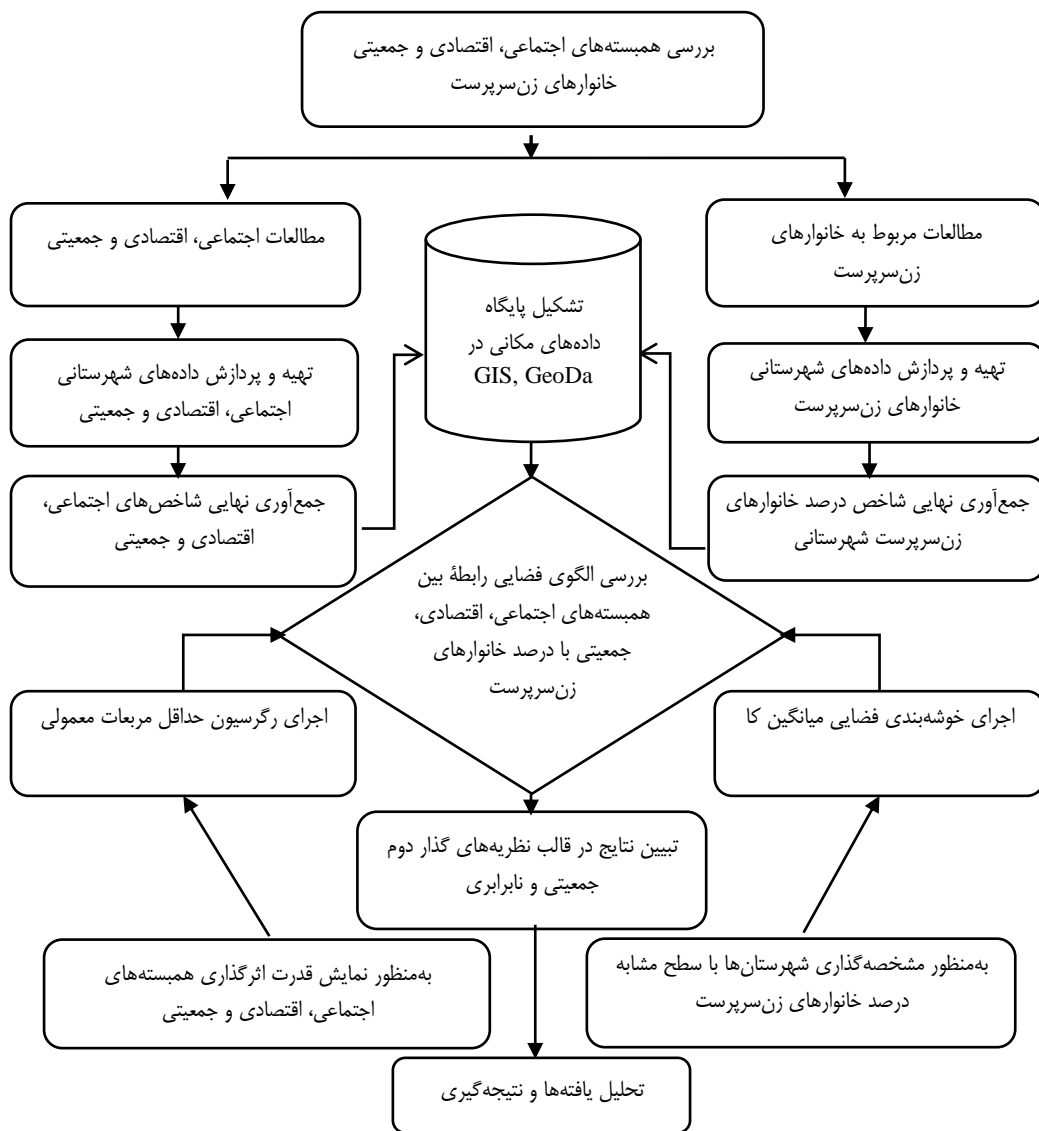 بررسی همبسته‌های اجتماعی، اقتصادی و جمعیتی
خانوارهای زن‌سرپرست
مطالعات مربوط به خانوارهای
زن‌سرپرست
مطالعات اجتماعی، اقتصادی و جمعیتی
تشکیل پایگاه
داده‌های مکانی در
GIS, GeoDa
تهیه و پردازش داده‌های شهرستانی
خانوارهای زن‌سرپرست
تهیه و پردازش داده‌های شهرستانی
اجتماعی، اقتصادی و جمعیتی
جمع‌آوری نهایی شاخص درصد خانوارهای
زن‌سرپرست شهرستانی
جمع‌آوری نهایی شاخص‌های اجتماعی،
اقتصادی و جمعیتی
بررسی الگوی فضایی رابطۀ بین
همبسته‌های اجتماعی، اقتصادی،
جمعیتی با درصد خانوارهای
زن‌سرپرست
اجرای خوشه‌بندی فضایی میانگین کا
اجرای رگرسیون حداقل مربعات معمولی
تبیین نتایج در قالب نظریه‌های گذار دوم
جمعیتی و نابرابری
به‌منظور مشخصه‌گذاری شهرستان‌ها با سطح مشابه
درصد خانوارهای زن‌سرپرست
به‌منظور نمایش قدرت اثرگذاری همبسته‌های
اجتماعی، اقتصادی و جمعیتی
تحلیل یافته‌ها و نتیجه‌گیری